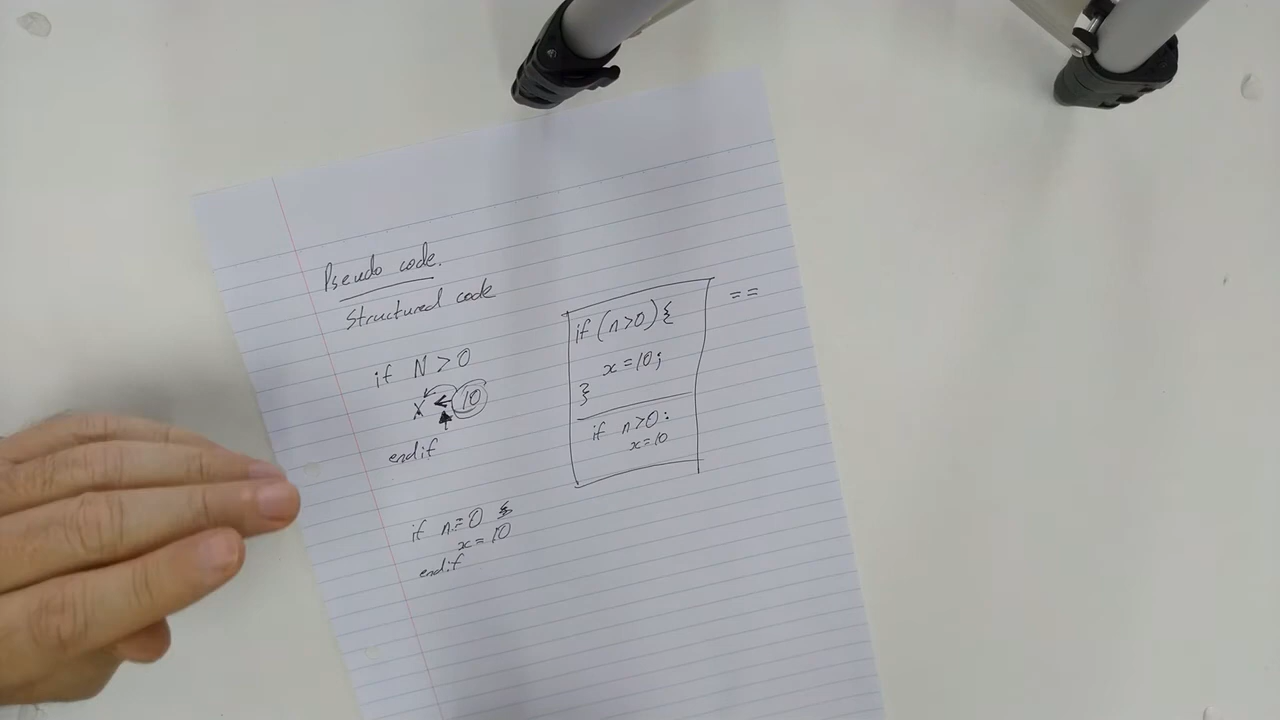 Pseudo code.
Structured code
if N > 0
x ← 10
endif
if n = 0
x = 10
endif
if (n>0) {
x = 10;
}
if n>0:
x=10
==